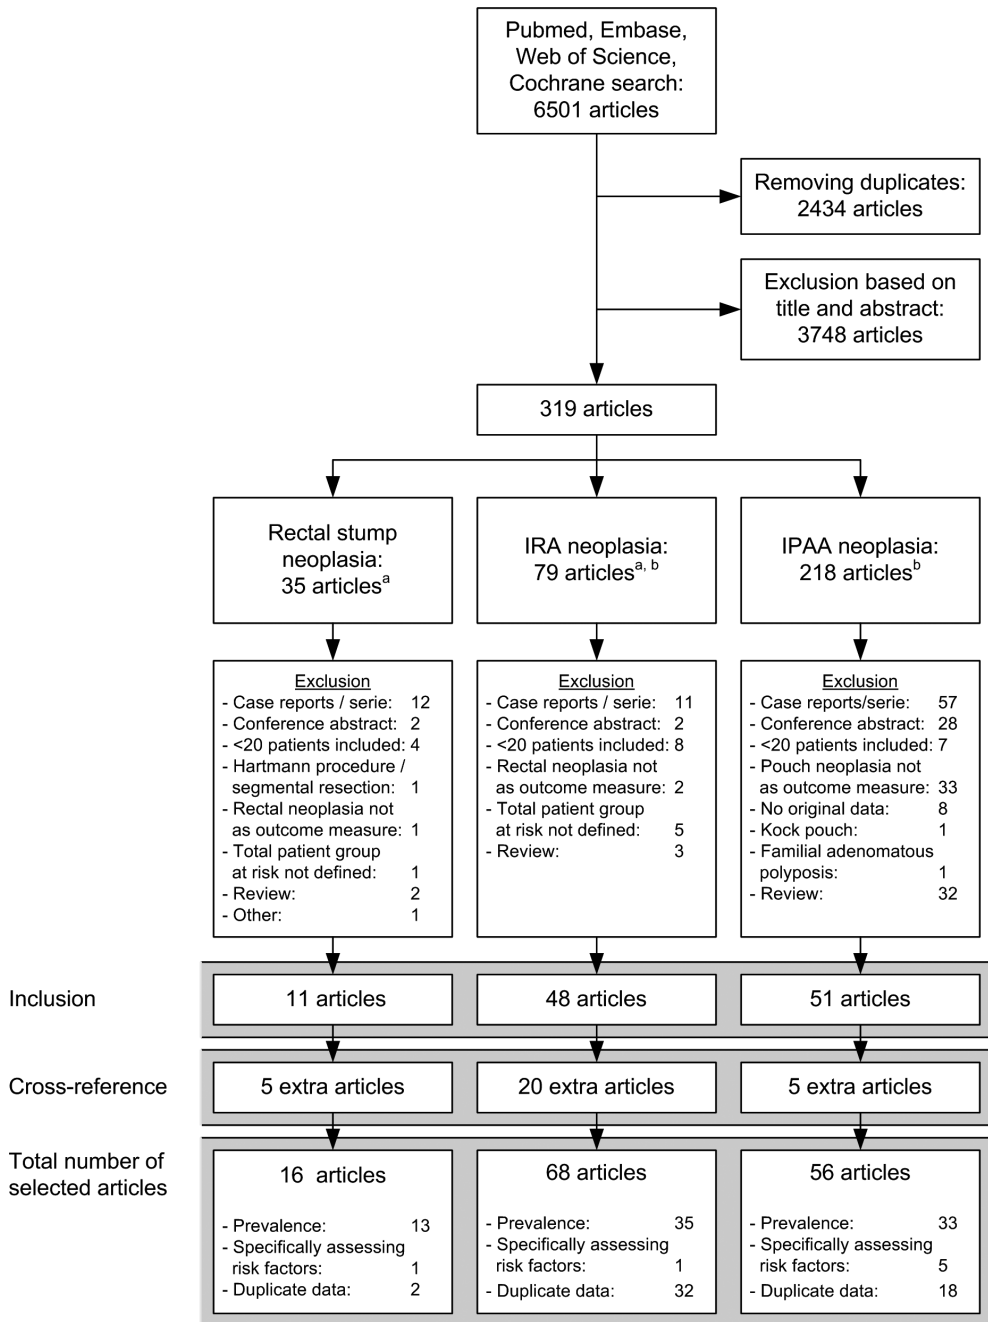 Pubmed, Embase,
Web of Science,
Cochrane search:
6501 articles
Removing duplicates:
2434 articles
Exclusion based on
title and abstract:
3748 articles
319 articles
Rectal stump
neoplasia:
35 articles^a
IRA neoplasia:
79 articles^a, b
IPAA neoplasia:
218 articles^b
Exclusion
- Case reports / serie: 12
- Conference abstract: 2
- <20 patients included: 4
- Hartmann procedure /
segmental resection: 1
- Rectal neoplasia not
as outcome measure: 1
- Total patient group
at risk not defined: 1
- Review: 2
- Other: 1
Exclusion
- Case reports / serie: 11
- Conference abstract: 2
- <20 patients included: 8
- Rectal neoplasia not
as outcome measure: 2
- Total patient group
at risk not defined: 5
- Review: 3
Exclusion
- Case reports/serie: 57
- Conference abstract: 28
- <20 patients included: 7
- Pouch neoplasia not
as outcome measure: 33
- No original data: 8
- Kock pouch: 1
- Familial adenomatous
polyposis: 1
- Review: 32
Inclusion
11 articles
48 articles
51 articles
Cross-reference
5 extra articles
20 extra articles
5 extra articles
Total number of
selected articles
16 articles
- Prevalence: 13
- Specifically assessing
risk factors: 1
- Duplicate data: 2
68 articles
- Prevalence: 35
- Specifically assessing
risk factors: 1
- Duplicate data: 32
56 articles
- Prevalence: 33
- Specifically assessing
risk factors: 5
- Duplicate data: 18